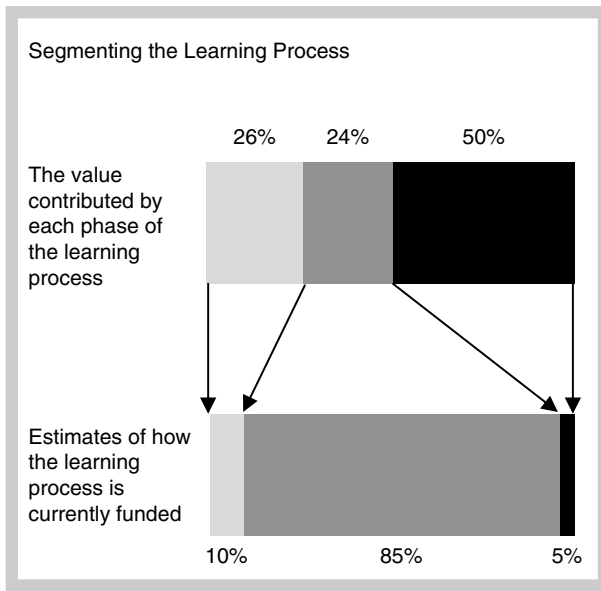 Segmenting the Learning Process
26% 24% 50%
The value
contributed by
each phase of
the learning
process
Estimates of how
the learning
process is
currently funded
10% 85% 5%